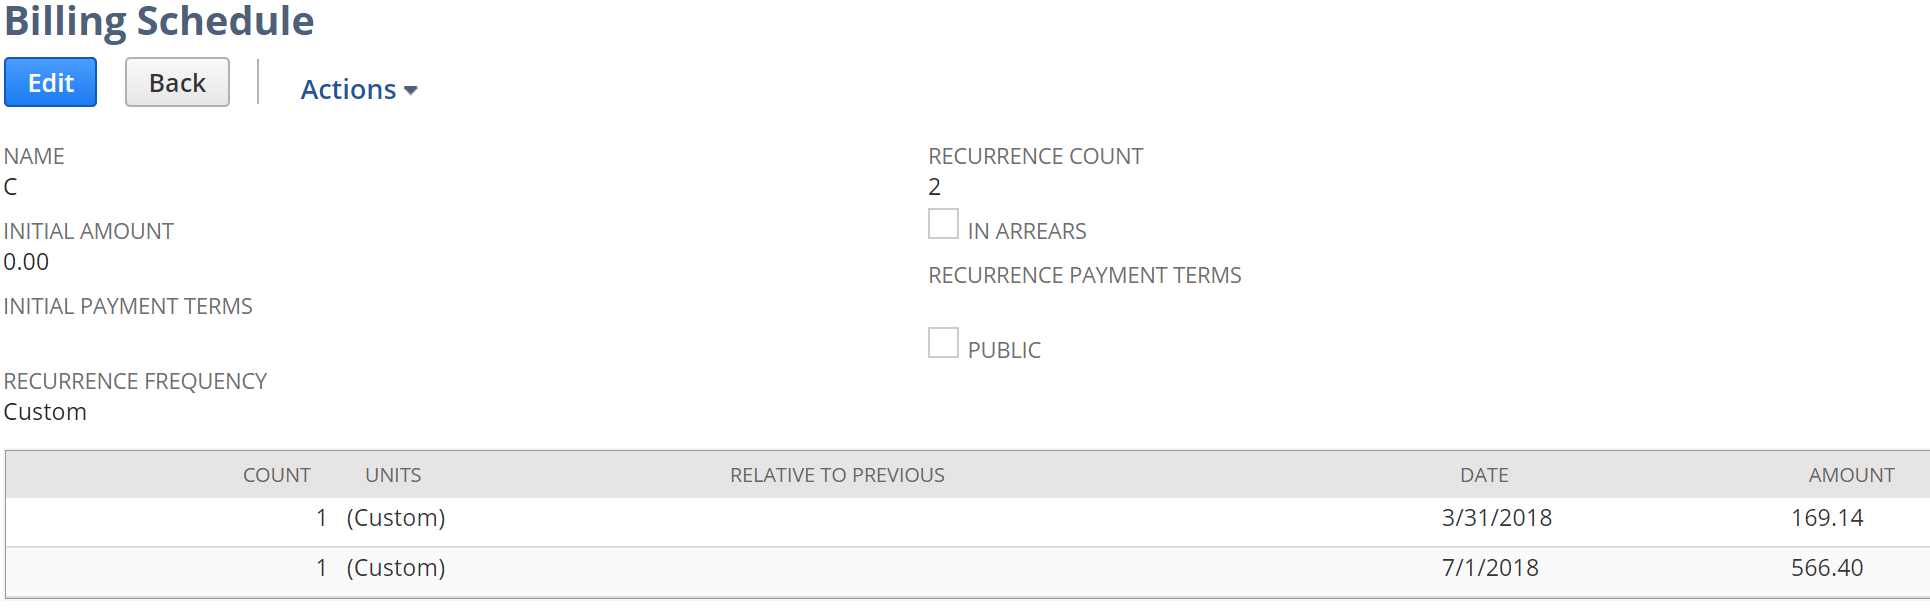 Billing Schedule
Edit Back Actions
NAME
C
INITIAL AMOUNT
0.00
INITIAL PAYMENT TERMS
RECURRENCE FREQUENCY
Custom
RECURRENCE COUNT
2
IN ARREARS
RECURRENCE PAYMENT TERMS
PUBLIC
COUNT UNITS RELATIVE TO PREVIOUS DATE AMOUNT
1 (Custom) 3/31/2018 169.14
1 (Custom) 7/1/2018 566.40